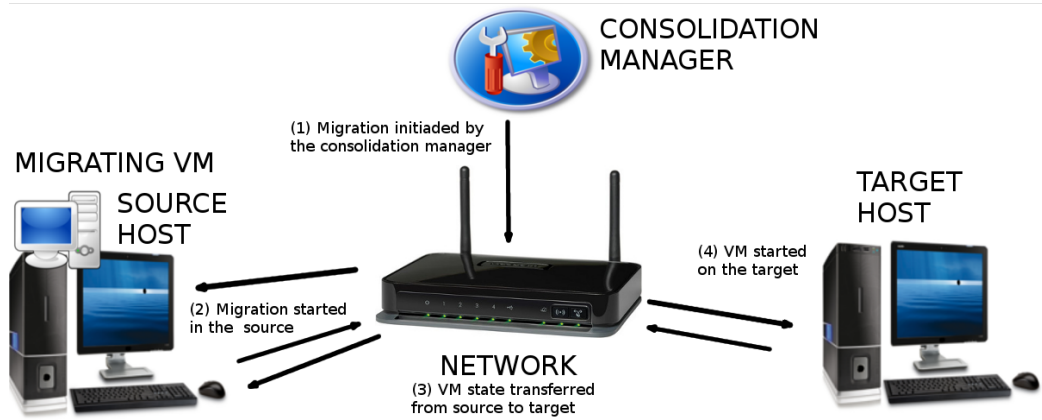 CONSOLIDATION
MANAGER
(1) Migration initiaded by
the consolidation manager
MIGRATING VM
SOURCE
HOST
TARGET
HOST
(4) VM started
on the target
(2) Migration started
in the  source
NETWORK
(3) VM state transferred
from source to target